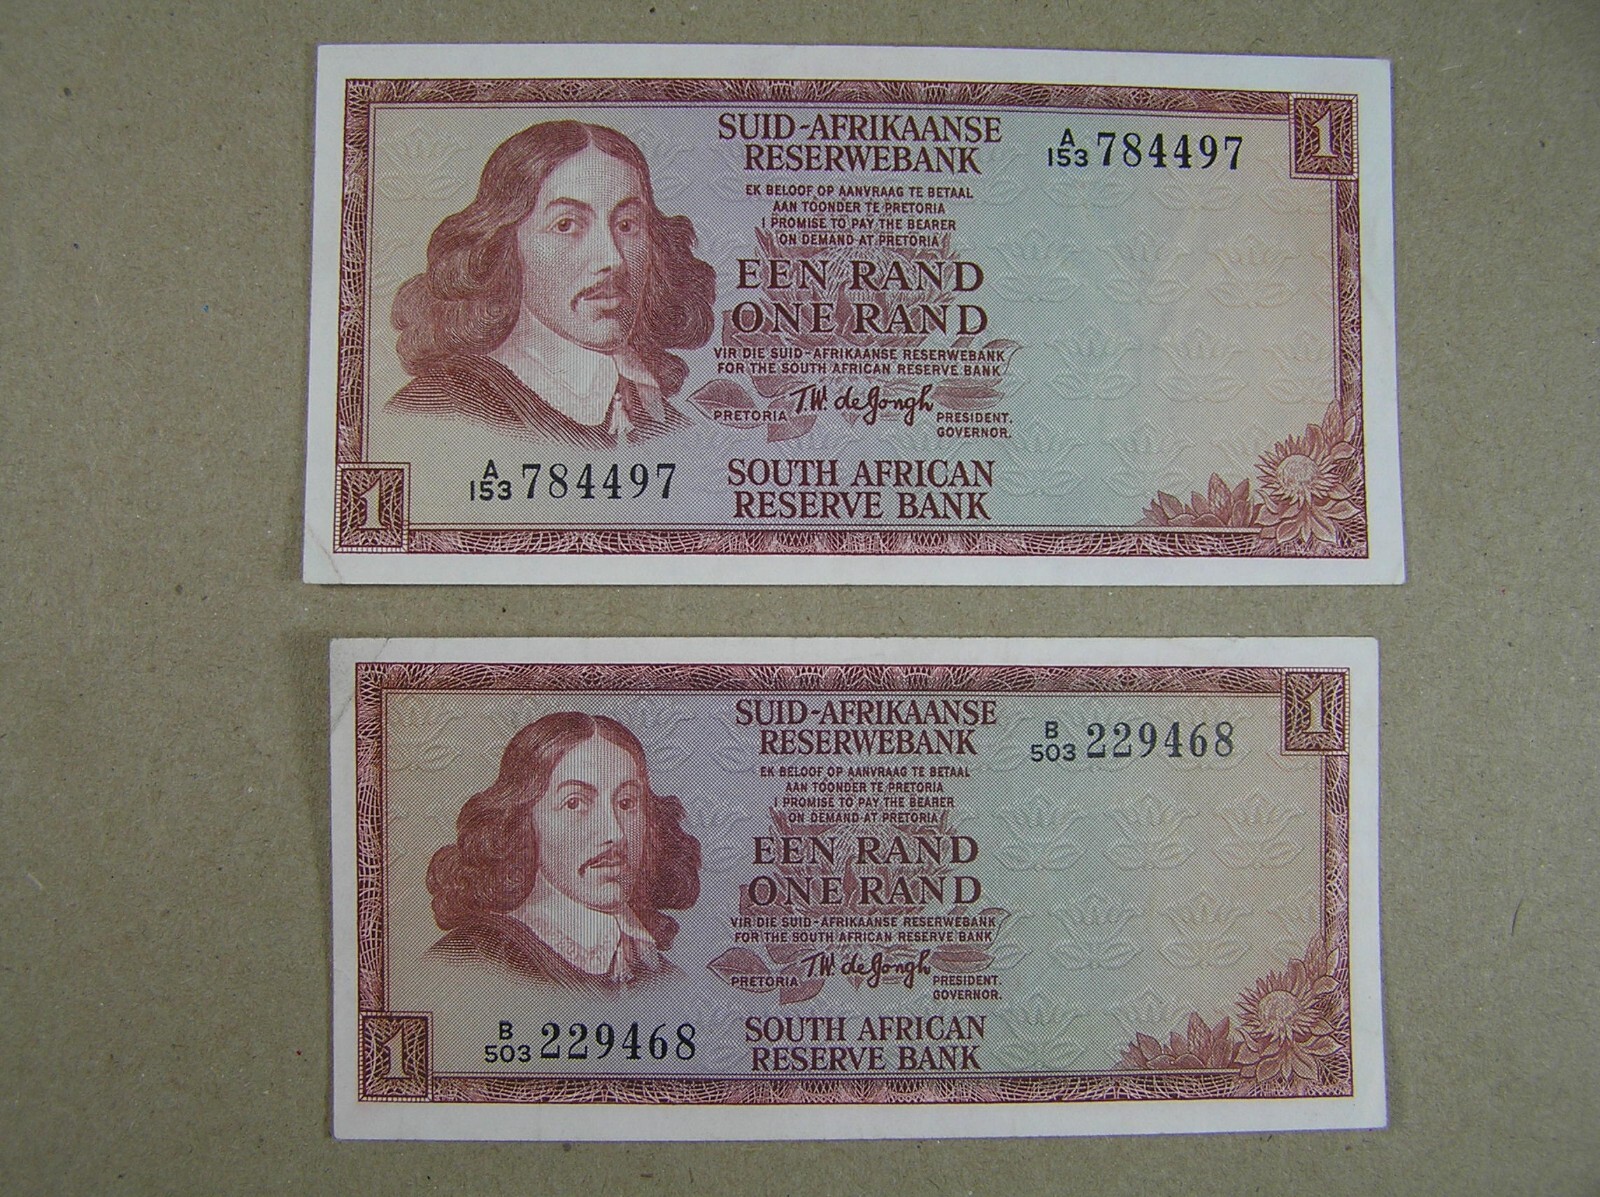 SUID-AFRIKAANSE
RESERWEBANK
A/153 784497
1
EK BELOOF OP AANVRAAG TE BETAAL
AAN TOONDER TE PRETORIA
I PROMISE TO PAY THE BEARER
ON DEMAND AT PRETORIA
EEN RAND
ONE RAND
VIR DIE SUID-AFRIKAANSE RESERWEBANK
FOR THE SOUTH AFRICAN RESERVE BANK
PRETORIA T.W. de Jongh PRESIDENT.
GOVERNOR.
1
A/153 784497
SOUTH AFRICAN
RESERVE BANK
SUID-AFRIKAANSE
RESERWEBANK
B/503 229468
1
EK BELOOF OP AANVRAAG TE BETAAL
AAN TOONDER TE PRETORIA
I PROMISE TO PAY THE BEARER
ON DEMAND AT PRETORIA
EEN RAND
ONE RAND
VIR DIE SUID-AFRIKAANSE RESERWEBANK
FOR THE SOUTH AFRICAN RESERVE BANK
PRETORIA T.W. de Jongh PRESIDENT.
GOVERNOR.
1
B/503 229468
SOUTH AFRICAN
RESERVE BANK